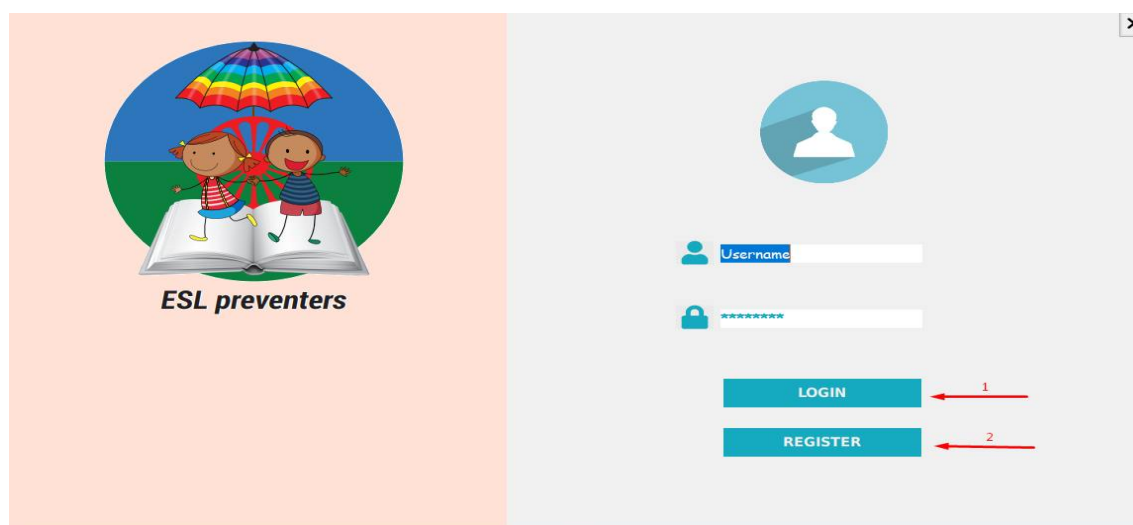 ESL preventers
Username
********
LOGIN
1
REGISTER
2